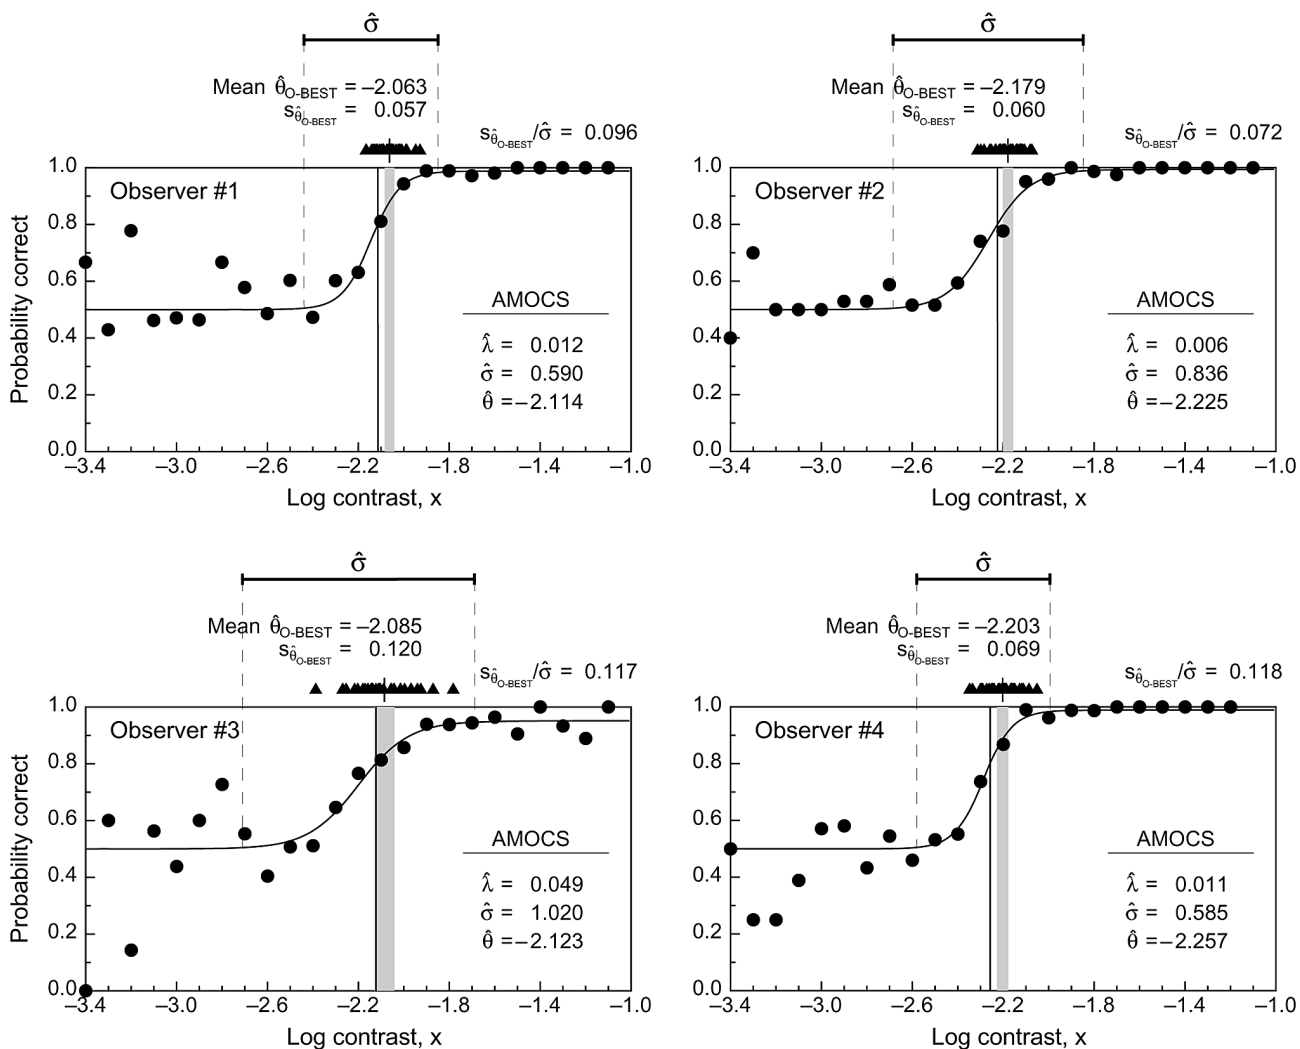 σ̂
Mean θ̂O-BEST = –2.063
sθ̂O-BEST = 0.057
sθ̂O-BEST/σ̂ = 0.096
Observer #1
1.0
0.8
0.6
0.4
0.2
0.0
Probability correct
AMOCS
λ̂ = 0.012
σ̂ = 0.590
θ̂ =–2.114
–3.4 –3.0 –2.6 –2.2 –1.8 –1.4 –1.0
Log contrast, x
σ̂
Mean θ̂O-BEST = –2.179
sθ̂O-BEST = 0.060
sθ̂O-BEST/σ̂ = 0.072
Observer #2
1.0
0.8
0.6
0.4
0.2
0.0
AMOCS
λ̂ = 0.006
σ̂ = 0.836
θ̂ =–2.225
–3.4 –3.0 –2.6 –2.2 –1.8 –1.4 –1.0
Log contrast, x
σ̂
Mean θ̂O-BEST = –2.085
sθ̂O-BEST = 0.120
sθ̂O-BEST/σ̂ = 0.117
Observer #3
1.0
0.8
0.6
0.4
0.2
0.0
Probability correct
AMOCS
λ̂ = 0.049
σ̂ = 1.020
θ̂ =–2.123
–3.4 –3.0 –2.6 –2.2 –1.8 –1.4 –1.0
Log contrast, x
σ̂
Mean θ̂O-BEST = –2.203
sθ̂O-BEST = 0.069
sθ̂O-BEST/σ̂ = 0.118
Observer #4
1.0
0.8
0.6
0.4
0.2
0.0
AMOCS
λ̂ = 0.011
σ̂ = 0.585
θ̂ =–2.257
–3.4 –3.0 –2.6 –2.2 –1.8 –1.4 –1.0
Log contrast, x